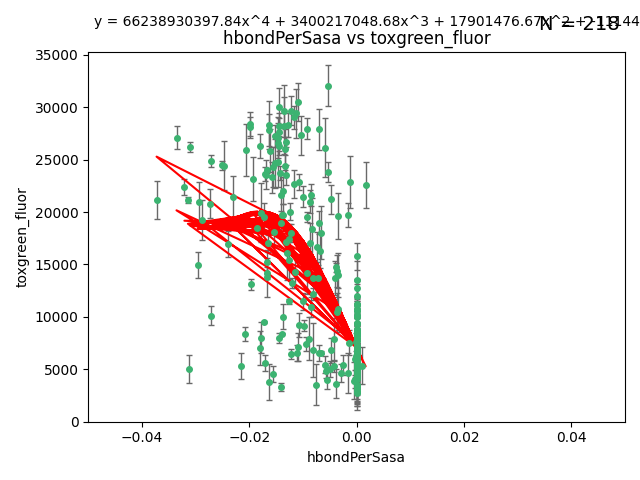 y = 66238930397.84x^4 + 3400217048.68x^3 + 17901476.67x^2 +
N = 218
hbondPerSasa vs toxgreen_fluor
35000
30000
25000
20000
15000
10000
5000
0
toxgreen_fluor
−0.04
−0.02
0.00
0.02
0.04
hbondPerSasa